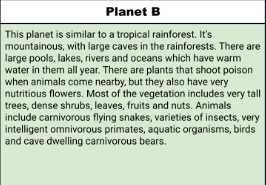 Planet B
This planet is similar to a tropical rainforest. It's
mountainous, with large caves in the rainforests. There are
large pools, lakes, rivers and oceans which have warm
water in them all year. There are plants that shoot poison
when animals come nearby, but they also have very
nutritious flowers. Most of the vegetation includes very tall
trees, dense shrubs, leaves, fruits and nuts. Animals
include carnivorous flying snakes, varieties of insects, very
intelligent omnivorous primates, aquatic organisms, birds
and cave dwelling carnivorous bears.